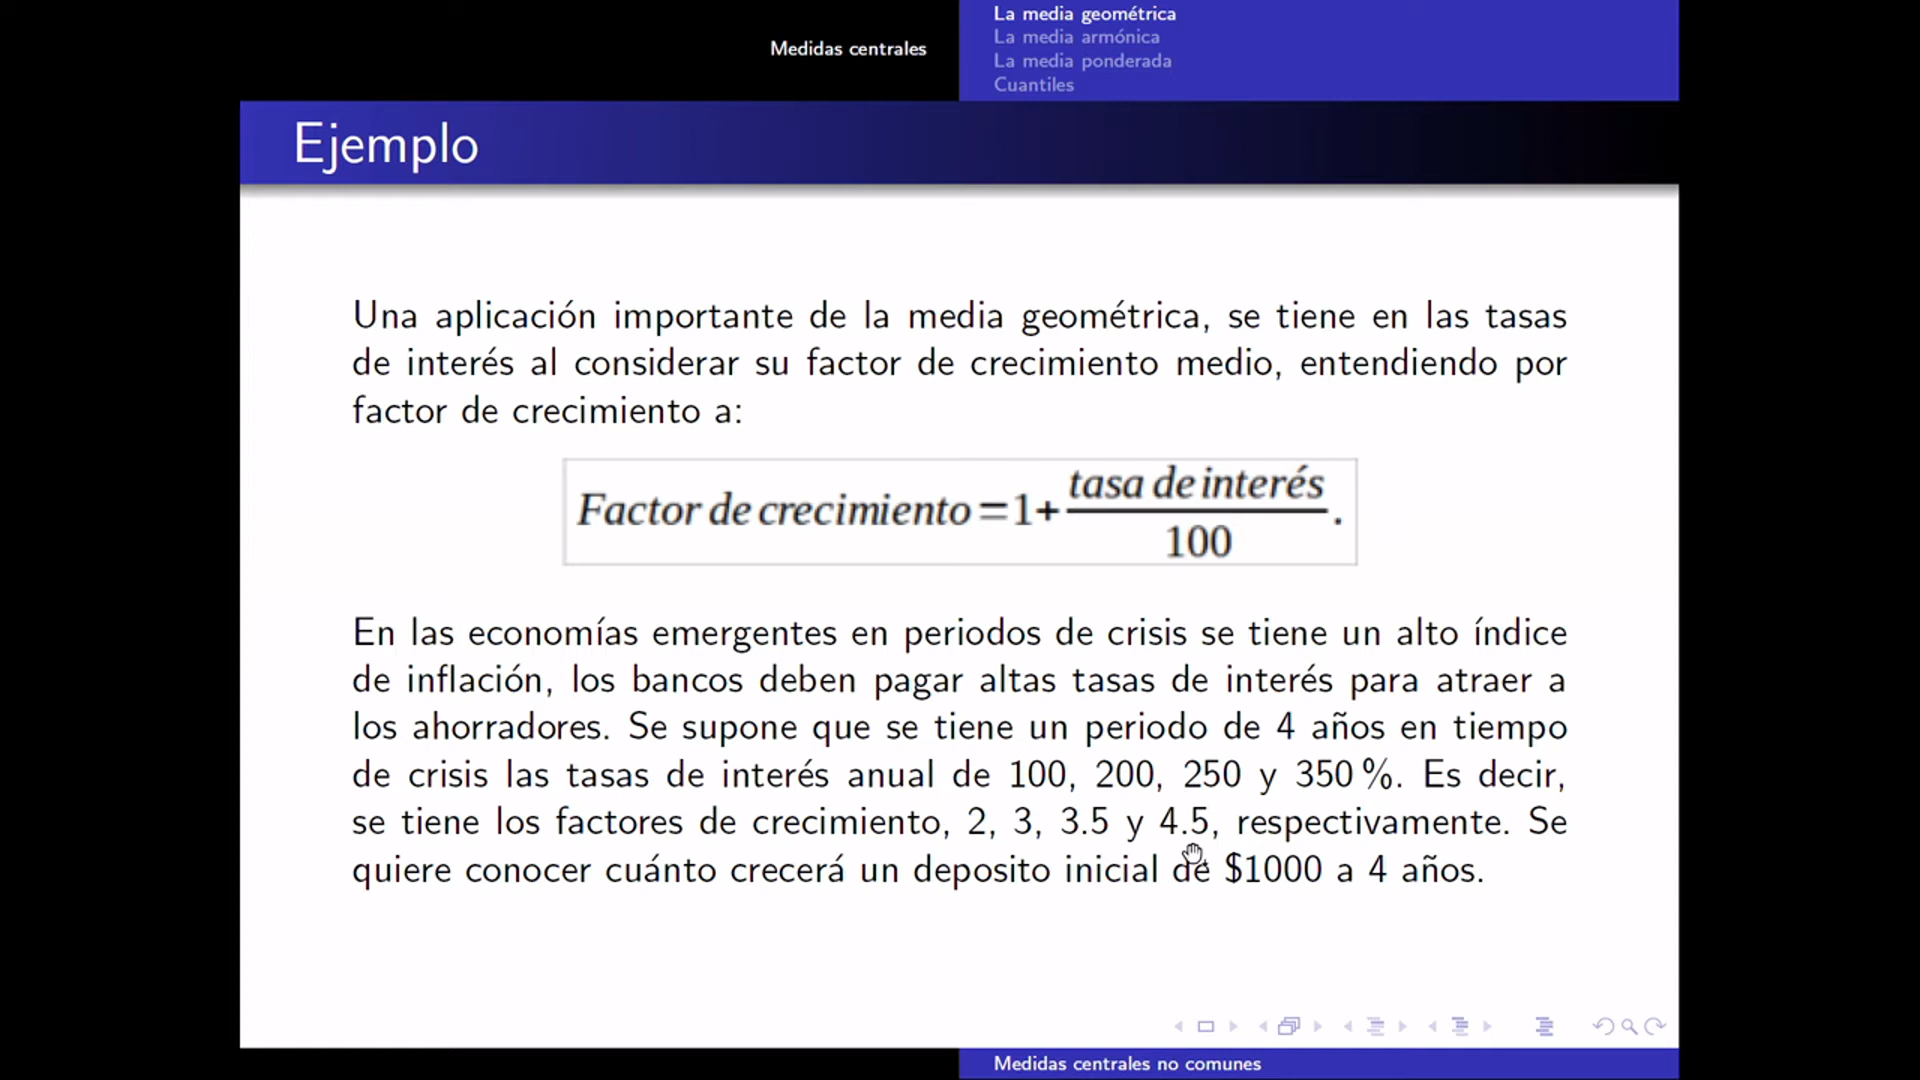 Medidas centrales
La media geométrica
La media armónica
La media ponderada
Cuantiles
Ejemplo
Una aplicación importante de la media geométrica, se tiene en las tasas
de interés al considerar su factor de crecimiento medio, entendiendo por
factor de crecimiento a:
Factor de crecimiento = 1 + tasa de interés / 100 .
En las economías emergentes en periodos de crisis se tiene un alto índice
de inflación, los bancos deben pagar altas tasas de interés para atraer a
los ahorradores. Se supone que se tiene un periodo de 4 años en tiempo
de crisis las tasas de interés anual de 100, 200, 250 y 350 %. Es decir,
se tiene los factores de crecimiento, 2, 3, 3.5 y 4.5, respectivamente. Se
quiere conocer cuánto crecerá un deposito inicial de $1000 a 4 años.
Medidas centrales no comunes